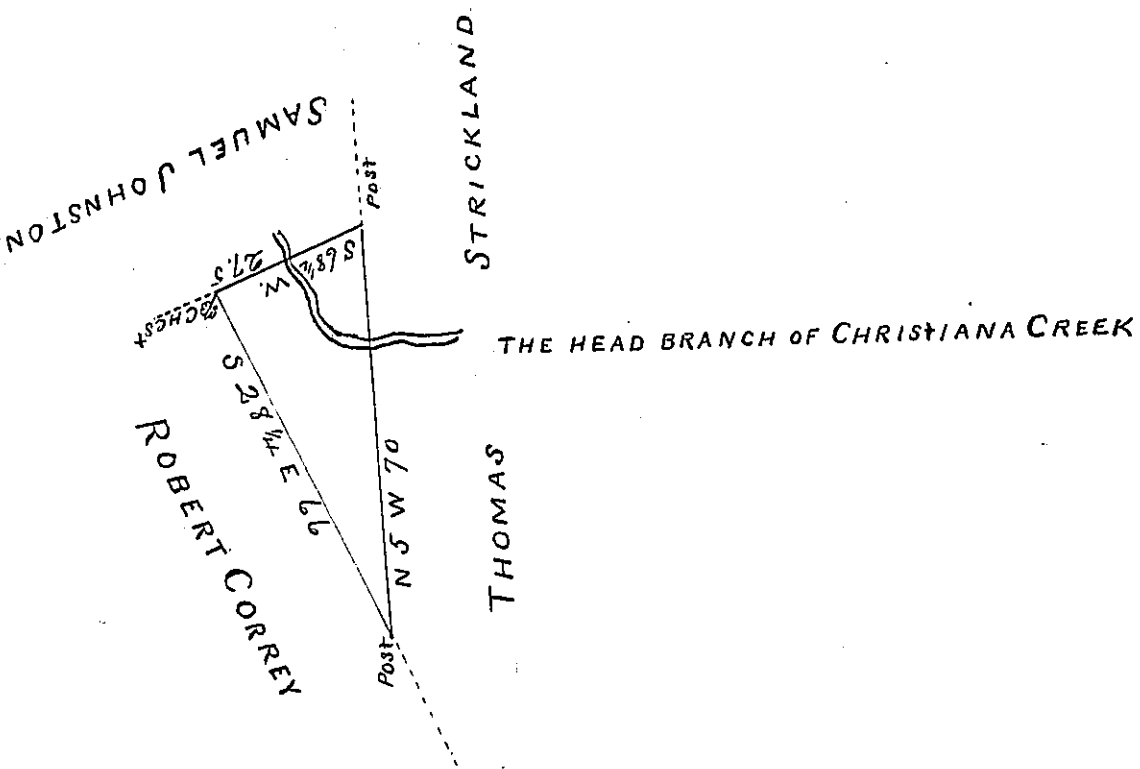 SAMUEL JOHNSTON
STRICKLAND
Post
S 68½ W. 27.5
CHEST
THE HEAD BRANCH OF CHRISTIANA CREEK
S 28¼ E 66
N 5 W 70
ROBERT CORREY
THOMAS
Post